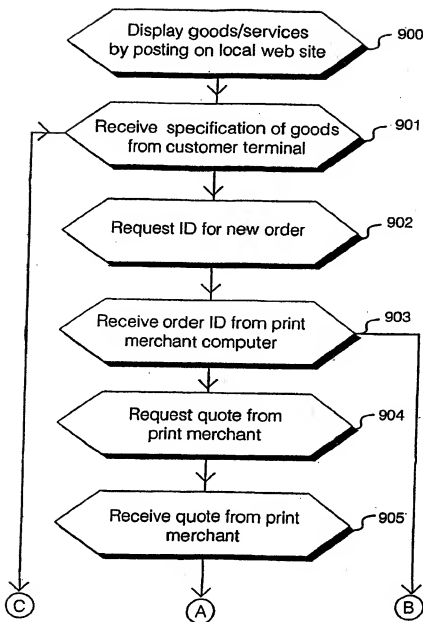 Display goods/services
by posting on local web site
900
Receive specification of goods
from customer terminal
901
Request ID for new order
902
Receive order ID from print
merchant computer
903
Request quote from
print merchant
904
Receive quote from print
merchant
905
C
A
B